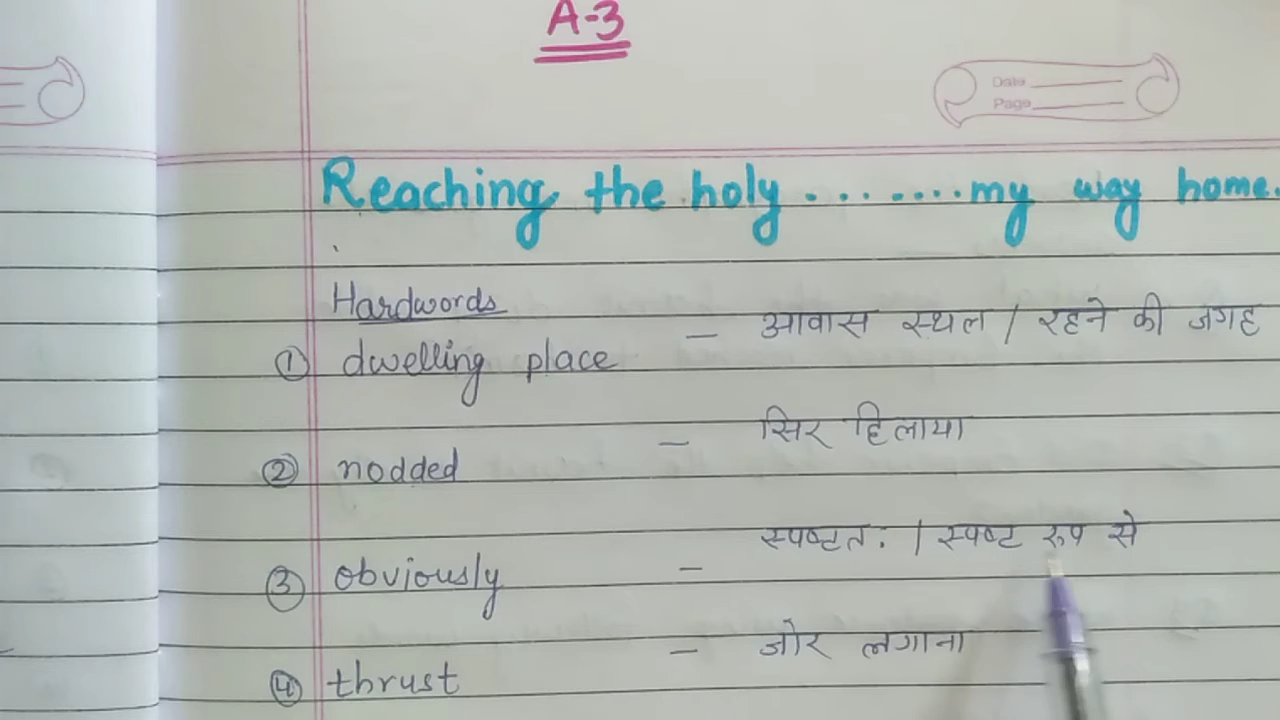 A-3
Date
Page
Reaching the holy ........my way home.
Hardwords
① dwelling place - आवास स्थल / रहने की जगह
② nodded - सिर हिलाया
③ obviously - स्पष्टत: / स्पष्ट रुप से
④ thrust - जोर लगाना